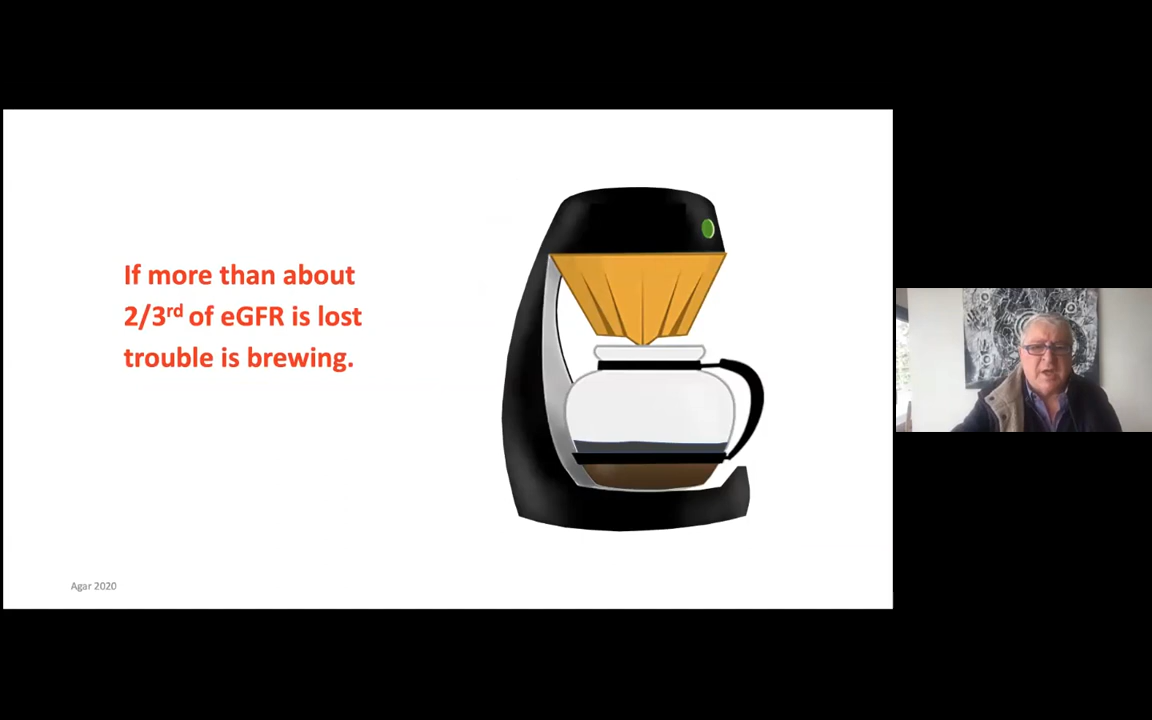 If more than about
2/3rd of eGFR is lost
trouble is brewing.
Agar 2020